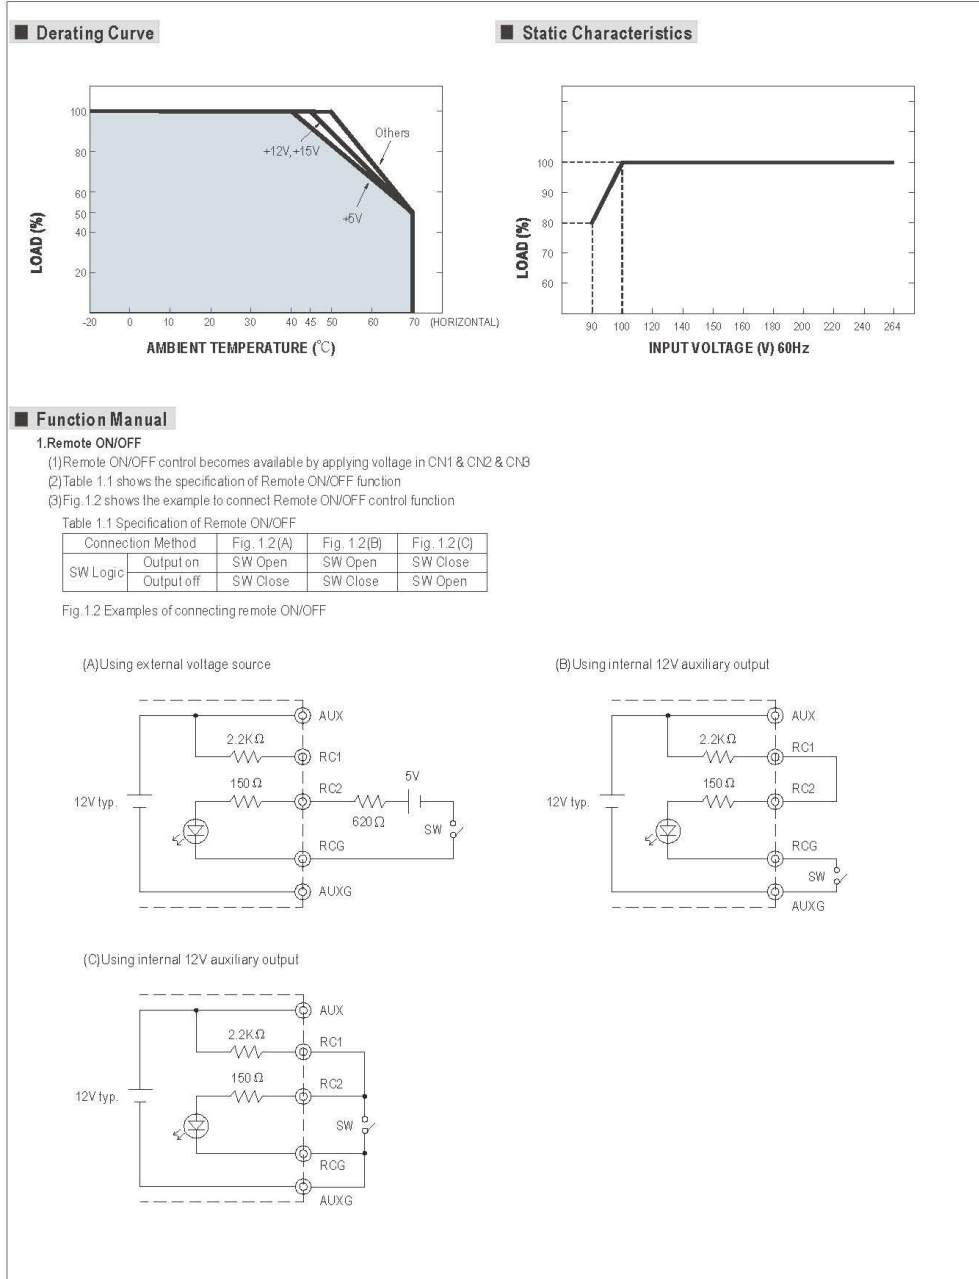 ■ Derating Curve
100
80
60
50
40
20
LOAD (%)
+12V,+15V
Others
+5V
-20 0 10 20 30 40 45 50 60 70 (HORIZONTAL)
AMBIENT TEMPERATURE (℃)
■ Static Characteristics
100
90
80
70
60
LOAD (%)
90 100 120 140 150 160 180 200 220 240 264
INPUT VOLTAGE (V) 60Hz
■ Function Manual
1.Remote ON/OFF
(1)Remote ON/OFF control becomes available by applying voltage in CN1 & CN2 & CN3
(2)Table 1.1 shows the specification of Remote ON/OFF function
(3)Fig.1.2 shows the example to connect Remote ON/OFF control function
Table 1.1 Specification of Remote ON/OFF
Connection Method Fig. 1.2(A) Fig. 1.2(B) Fig. 1.2(C)
SW Logic Output on SW Open SW Open SW Close
Output off SW Close SW Close SW Open
Fig.1.2 Examples of connecting remote ON/OFF
(A)Using external voltage source
AUX
2.2KΩ
RC1
150Ω
RC2
5V
12V typ.
620Ω
SW
RCG
AUXG
(B)Using internal 12V auxiliary output
AUX
2.2KΩ
RC1
150Ω
RC2
12V typ.
RCG
SW
AUXG
(C)Using internal 12V auxiliary output
AUX
2.2KΩ
RC1
150Ω
RC2
12V typ.
SW
RCG
AUXG